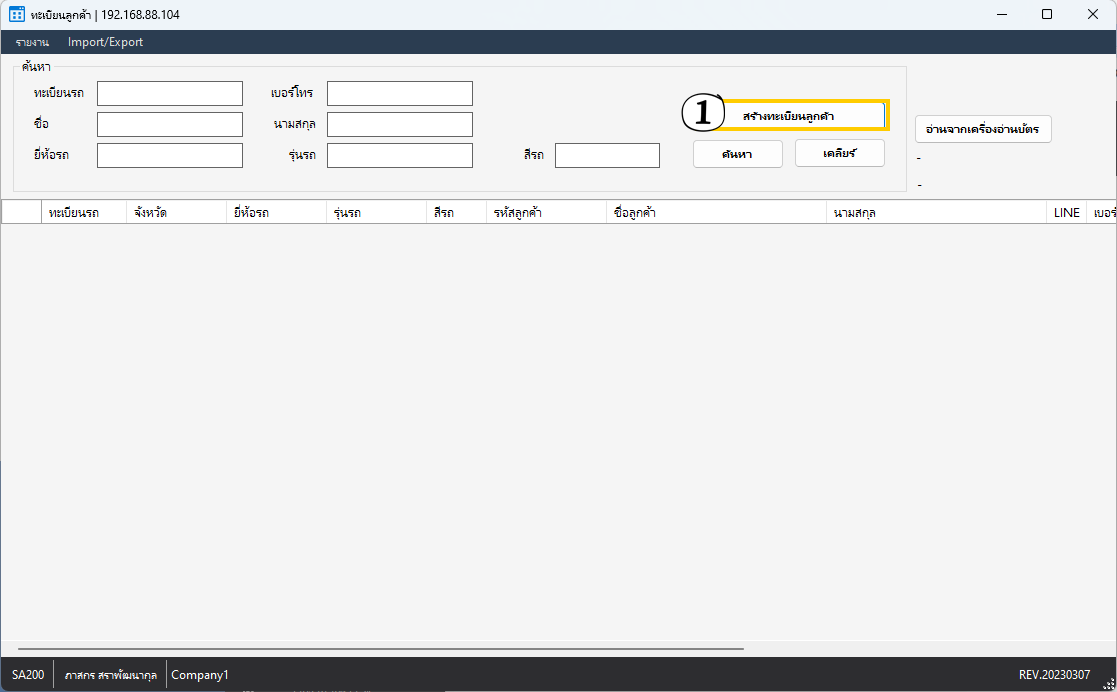 ทะเบียนลูกค้า | 192.168.88.104
รายงาน Import/Export
ค้นหา
ทะเบียนรถ เบอร์โทร
ชื่อ นามสกุล
ยี่ห้อรถ รุ่นรถ สีรถ
1 สร้างทะเบียนลูกค้า
ค้นหา เคลียร์
อ่านจากเครื่องอ่านบัตร
-
-
ทะเบียนรถ จังหวัด ยี่ห้อรถ รุ่นรถ สีรถ รหัสลูกค้า ชื่อลูกค้า นามสกุล LINE เบอร์
SA200 ภาสกร สราพัฒนากุล Company1 REV.20230307